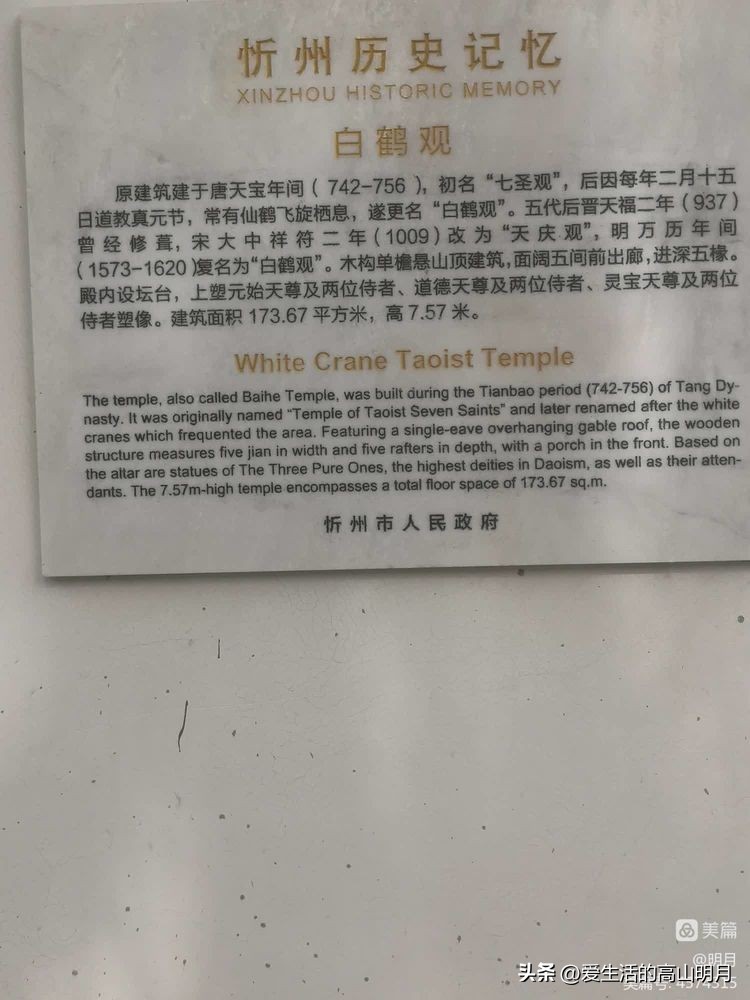 忻州历史记忆
XINZHOU HISTORIC MEMORY
白鹤观
原建筑建于唐天宝年间（742-756），初名“七圣观”，后因每年二月十五
日道教真元节，常有仙鹤飞旋栖息，遂更名“白鹤观”。五代后晋天福二年（937）
曾经修葺，宋大中祥符二年（1009）改为“天庆观”，明万历年间
（1573-1620）复名为“白鹤观”。木构单檐悬山顶建筑，面阔五间前出廊，进深五椽。
殿内设坛台，上塑元始天尊及两位侍者、道德天尊及两位侍者、灵宝天尊及两位
侍者塑像。建筑面积173.67平方米，高7.57米。
White Crane Taoist Temple
The temple, also called Baihe Temple, was built during the Tianbao period (742-756) of Tang Dy-
nasty. It was originally named “Temple of Taoist Seven Saints” and later renamed after the white
cranes which frequented the area. Featuring a single-eave overhanging gable roof, the wooden
structure measures five jian in width and five rafters in depth, with a porch in the front. Based on
the altar are statues of The Three Pure Ones, the highest deities in Daoism, as well as their atten-
dants. The 7.57m-high temple encompasses a total floor space of 173.67 sq.m.
忻州市人民政府
美篇
@明月
头条 @爱生活的高山明月